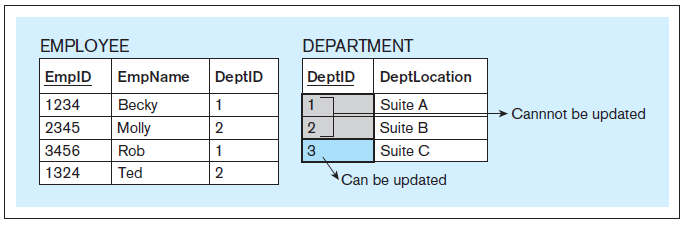 EMPLOYEE DEPARTMENT
EmpID EmpName DeptID DeptID DeptLocation
1234 Becky 1 1 Suite A
Cannnot be updated
2345 Molly 2 2 Suite B
3456 Rob 1 3 Suite C
1324 Ted 2
Can be updated